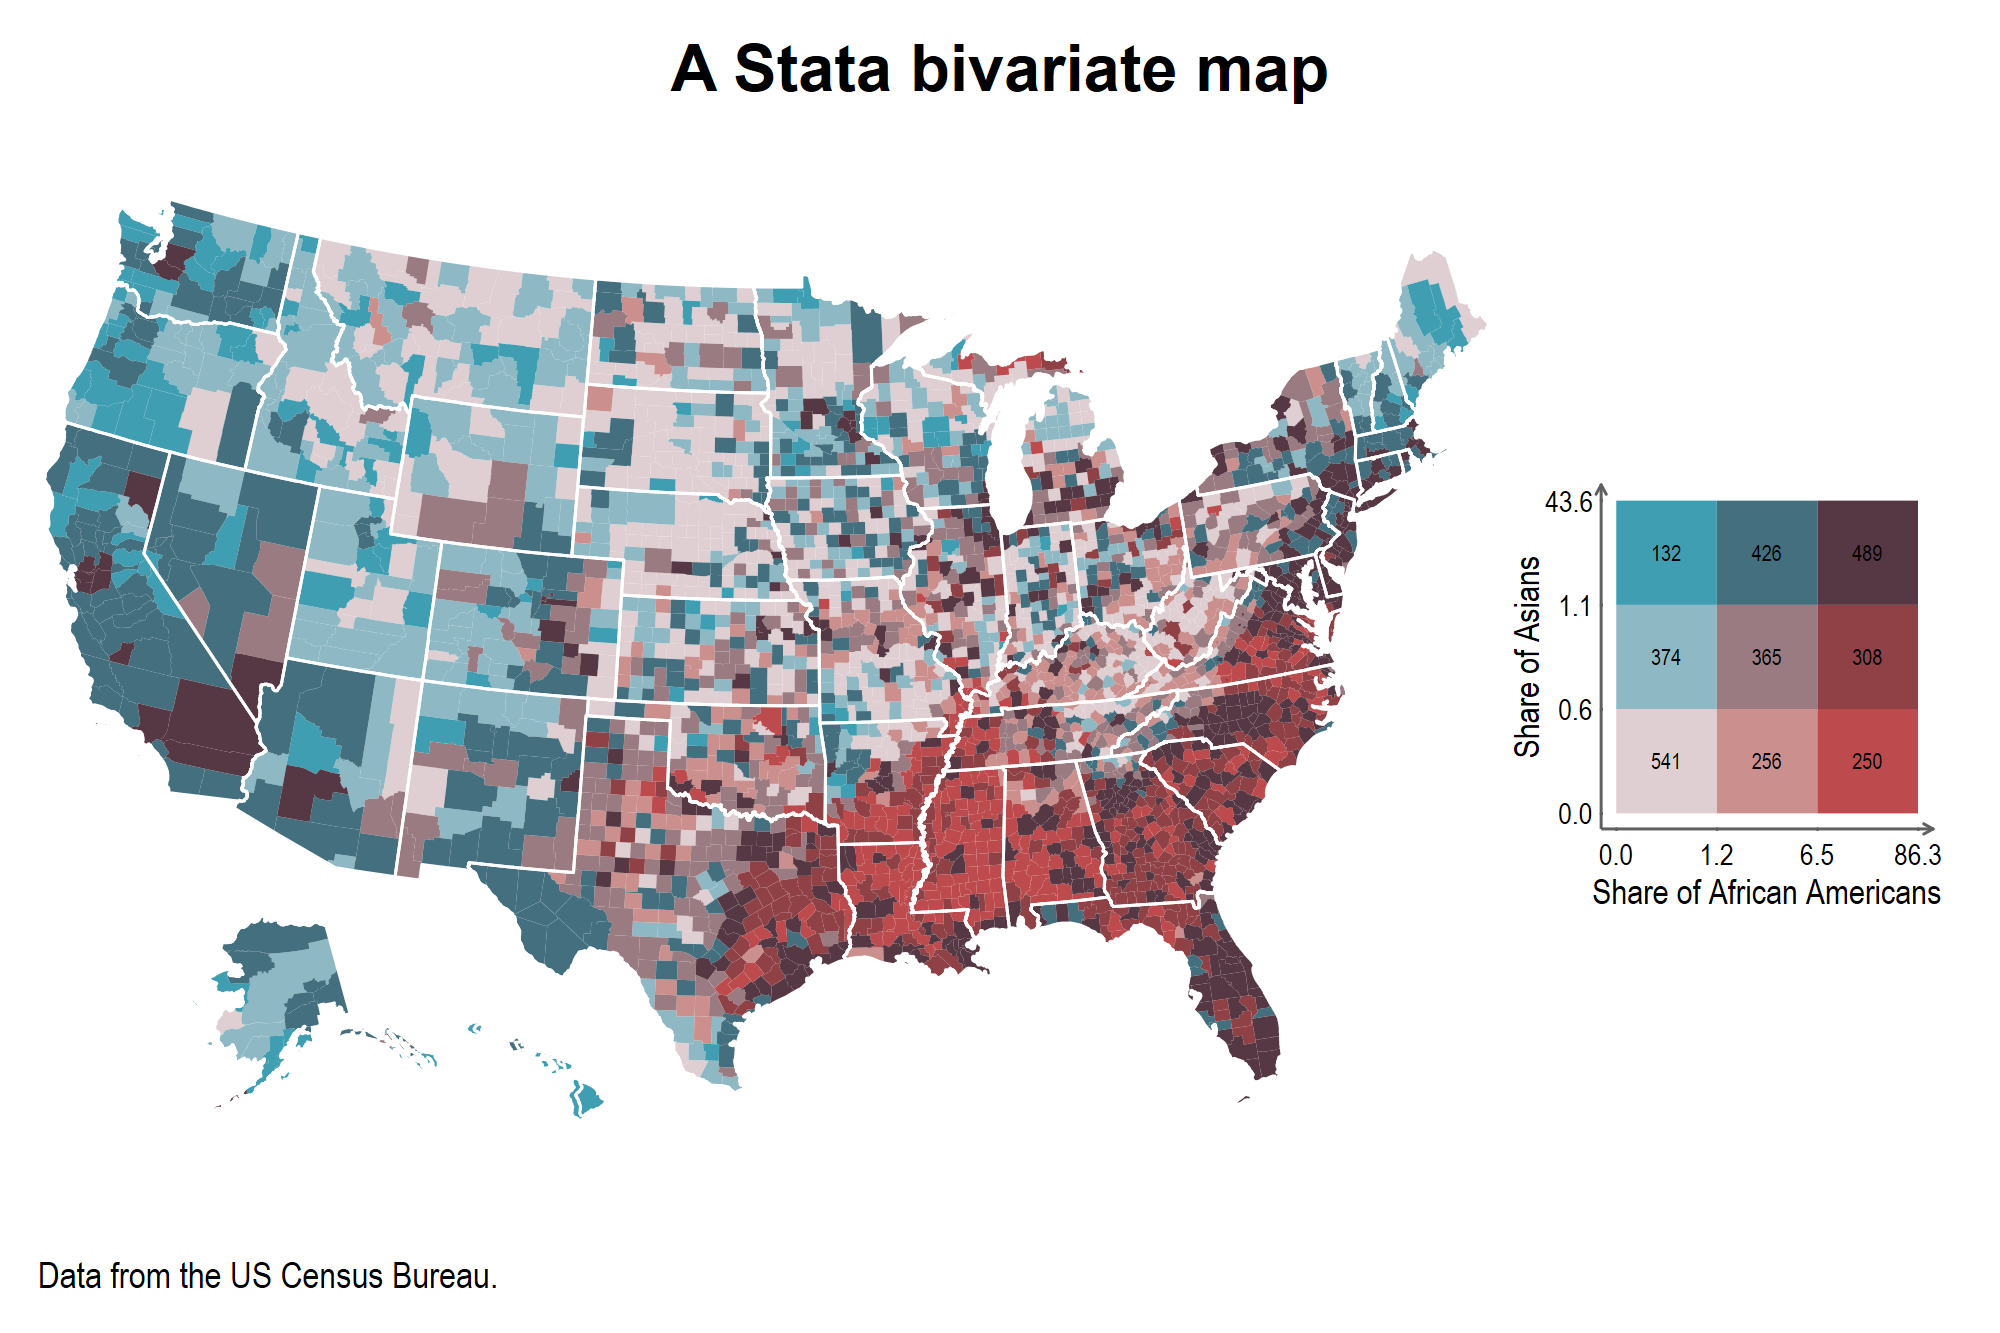 A Stata bivariate map
43.6
132 426 489
1.1
374 365 308
0.6
541 256 250
0.0
Share of Asians
0.0 1.2 6.5 86.3
Share of African Americans
Data from the US Census Bureau.